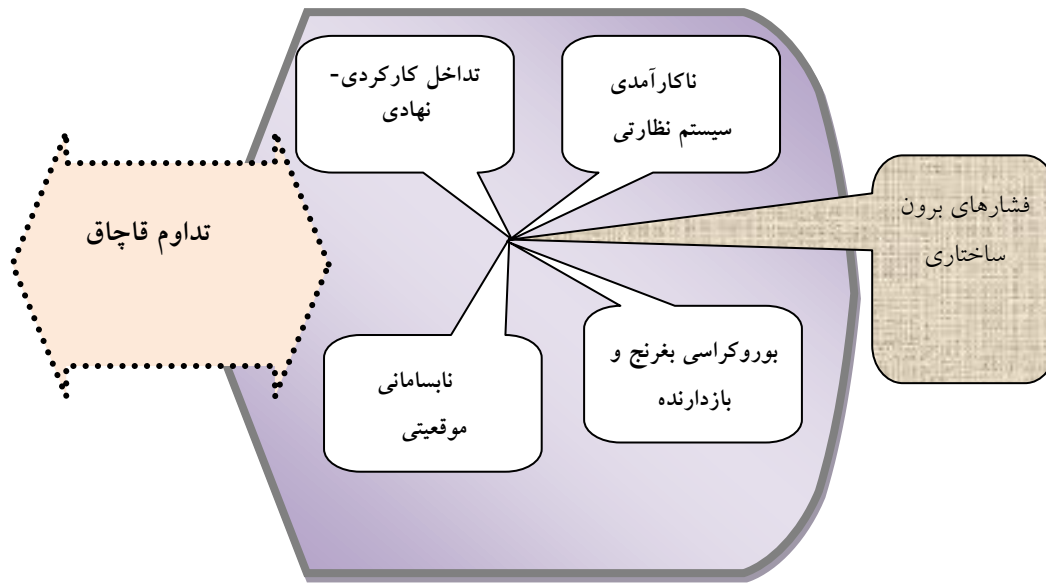 ناکارآمدی
سیستم نظارتی
تداخل کارکردی-
نهادی
فشارهای برون
ساختاری
تداوم قاچاق
بوروکراسی بغرنج و
بازدارنده
نابسامانی
موقعیتی